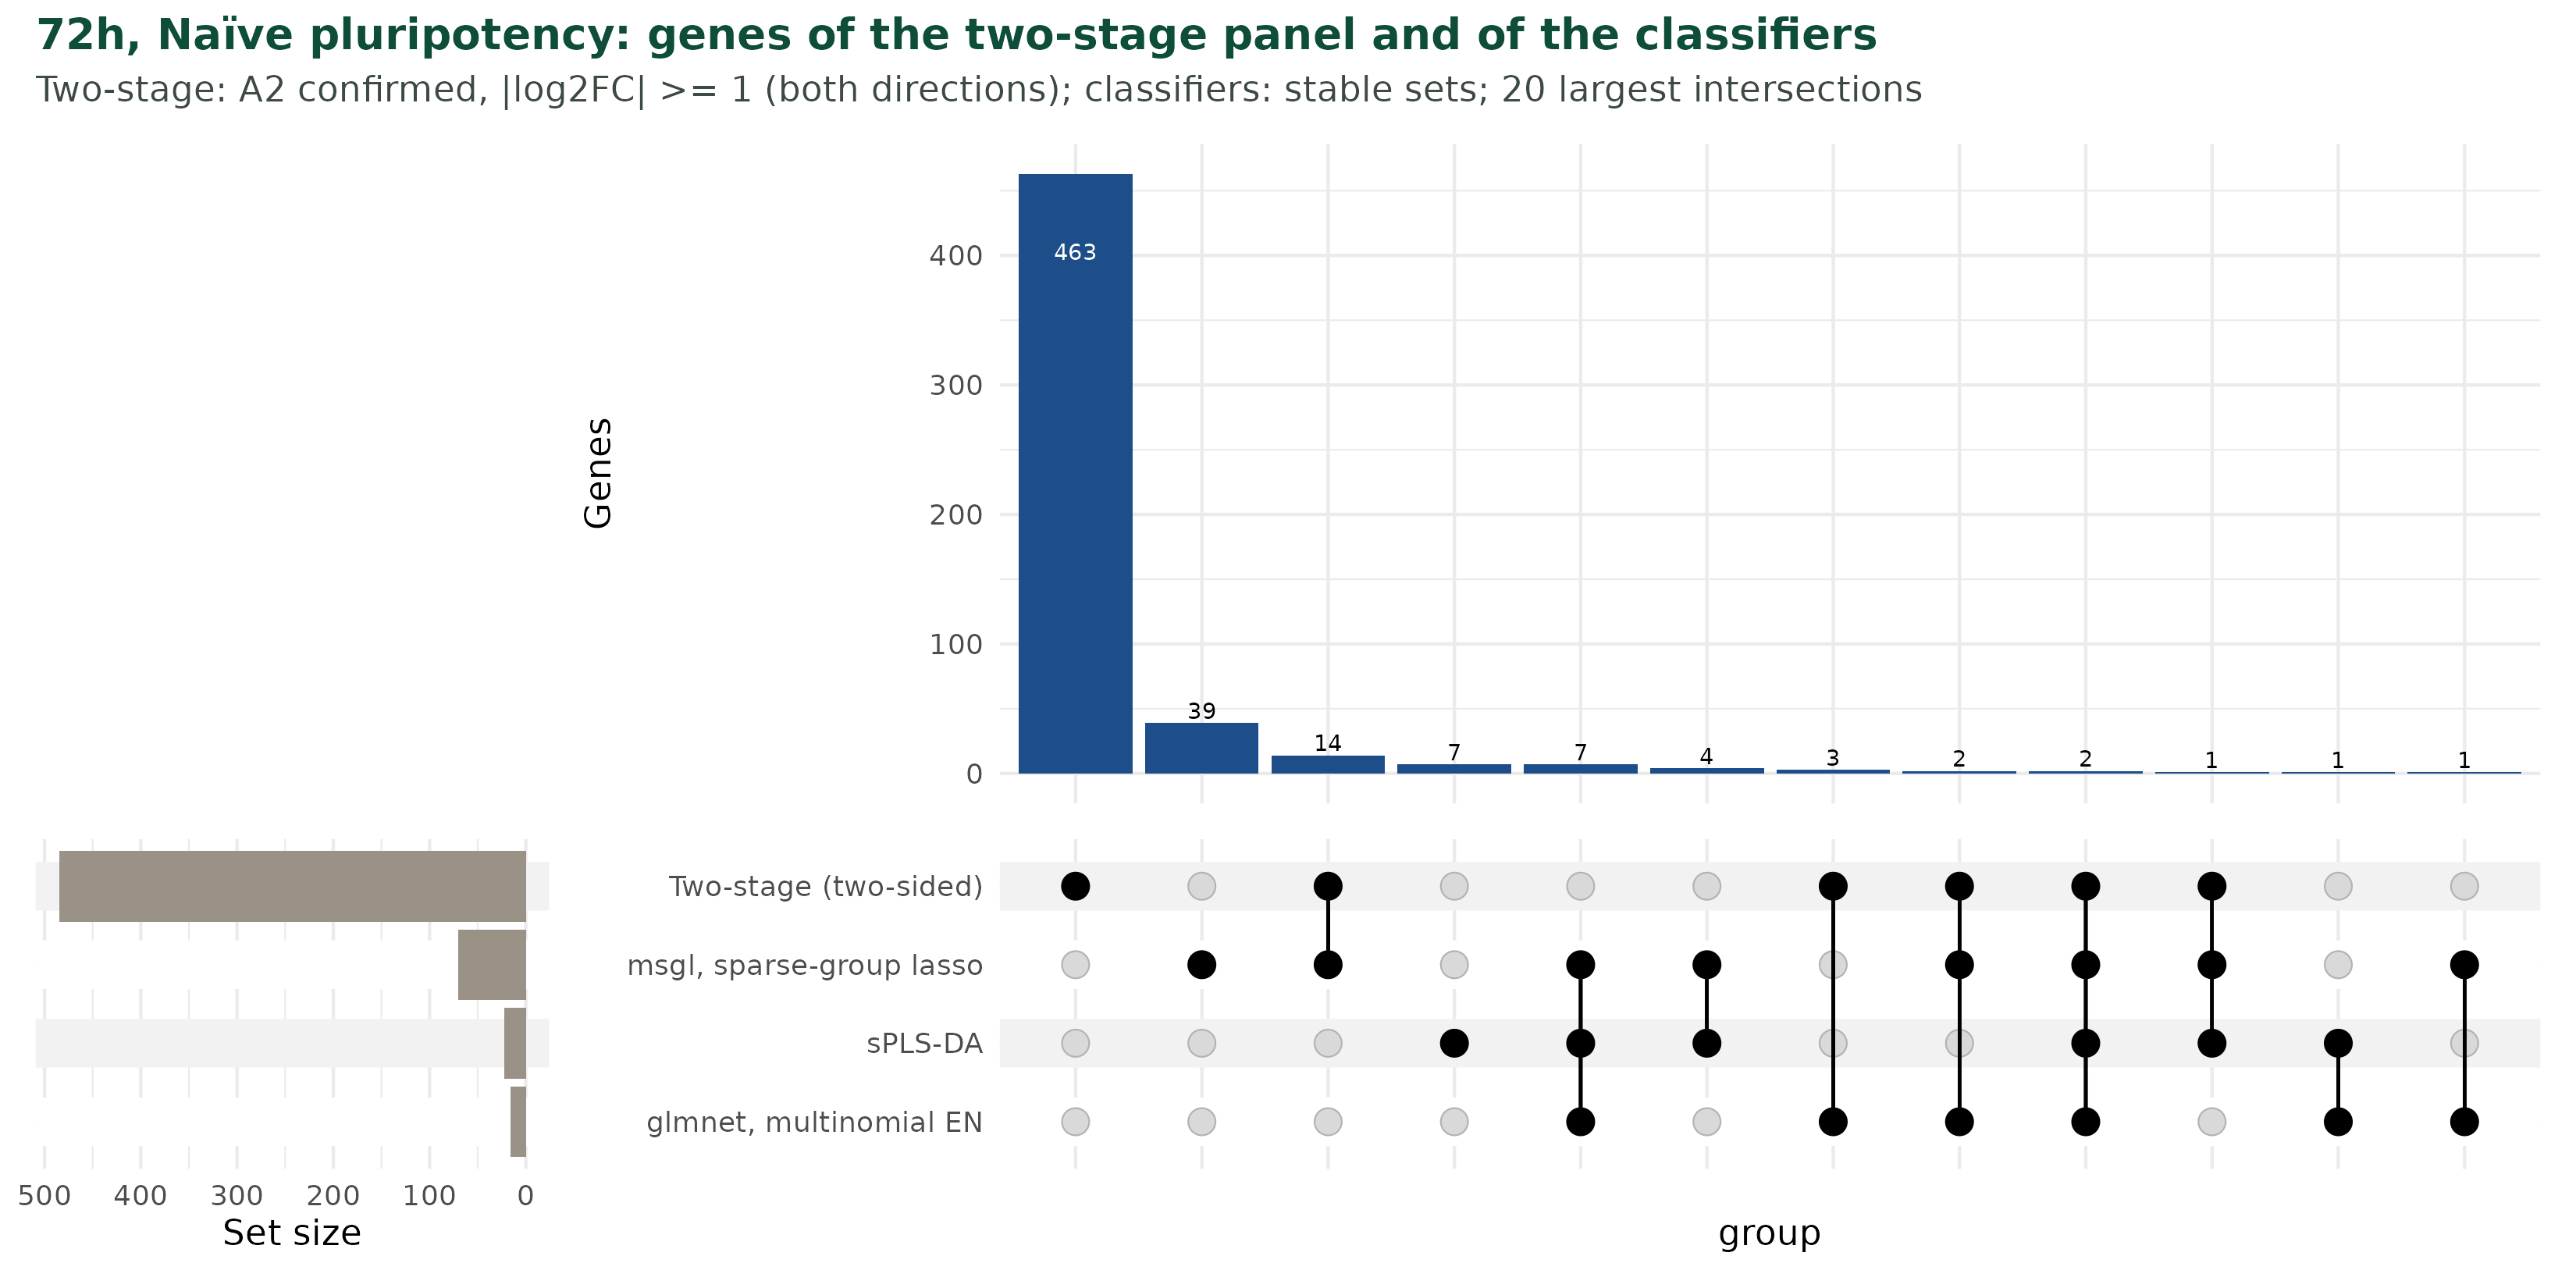 72h, Naïve pluripotency: genes of the two-stage panel and of the classifiers
Two-stage: A2 confirmed, |log2FC| >= 1 (both directions); classifiers: stable sets; 20 largest intersections
Genes
400
300
200
100
0
463
39
14
7
7
4
3
2
2
1
1
1
Two-stage (two-sided)
msgl, sparse-group lasso
sPLS-DA
glmnet, multinomial EN
500 400 300 200 100 0
Set size
group